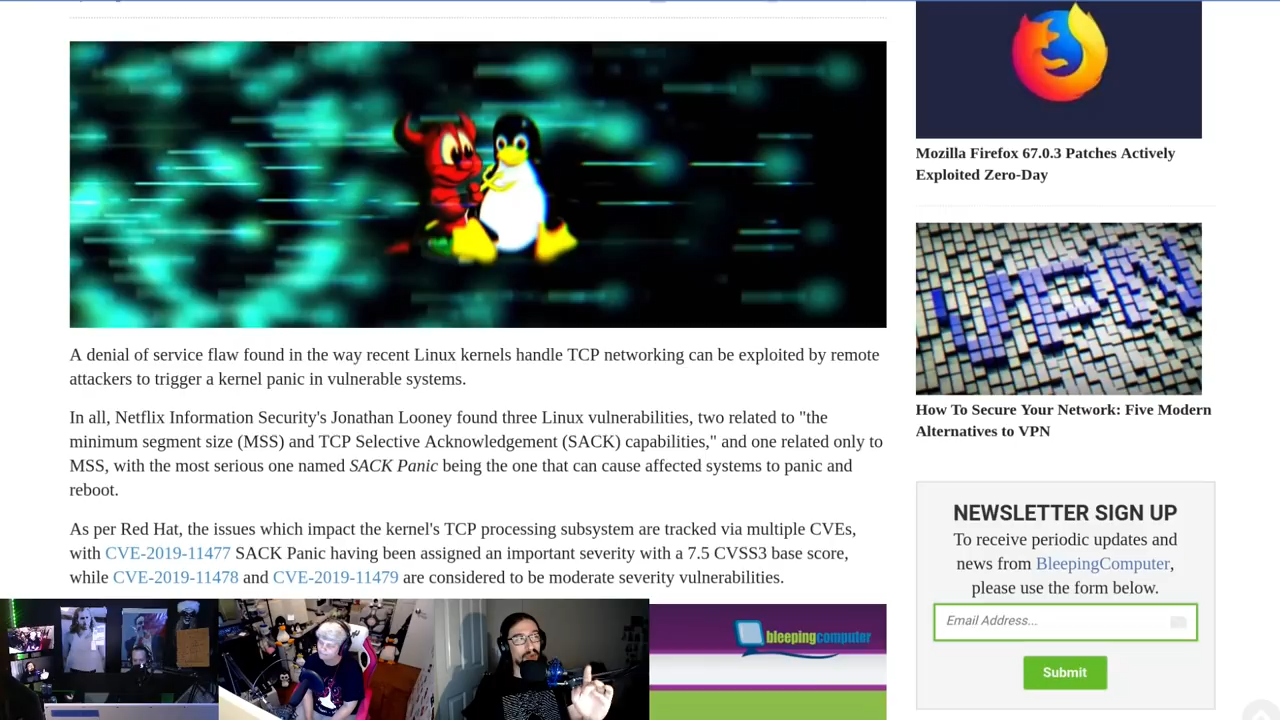 A denial of service flaw found in the way recent Linux kernels handle TCP networking can be exploited by remote
attackers to trigger a kernel panic in vulnerable systems.
In all, Netflix Information Security's Jonathan Looney found three Linux vulnerabilities, two related to "the
minimum segment size (MSS) and TCP Selective Acknowledgement (SACK) capabilities," and one related only to
MSS, with the most serious one named SACK Panic being the one that can cause affected systems to panic and
reboot.
As per Red Hat, the issues which impact the kernel's TCP processing subsystem are tracked via multiple CVEs,
with CVE-2019-11477 SACK Panic having been assigned an important severity with a 7.5 CVSS3 base score,
while CVE-2019-11478 and CVE-2019-11479 are considered to be moderate severity vulnerabilities.
bleepingcomputer
Mozilla Firefox 67.0.3 Patches Actively
Exploited Zero-Day
VPN
How To Secure Your Network: Five Modern
Alternatives to VPN
NEWSLETTER SIGN UP
To receive periodic updates and
news from BleepingComputer,
please use the form below.
Email Address...
Submit